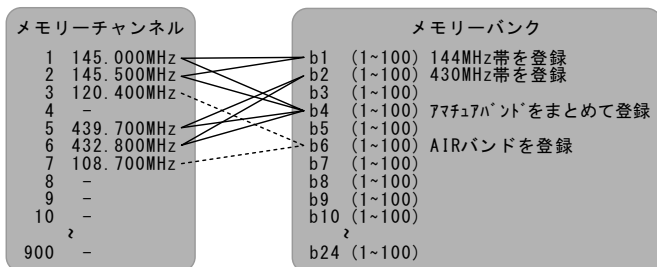 メモリーチャンネル
1 145.000MHz
2 145.500MHz
3 120.400MHz
4 -
5 439.700MHz
6 432.800MHz
7 108.700MHz
8 -
9 -
10 -
~
900 -
メモリーバンク
b1 (1~100) 144MHz帯を登録
b2 (1~100) 430MHz帯を登録
b3 (1~100)
b4 (1~100) アマチュアバンドをまとめて登録
b5 (1~100)
b6 (1~100) AIRバンドを登録
b7 (1~100)
b8 (1~100)
b9 (1~100)
b10 (1~100)
~
b24 (1~100)